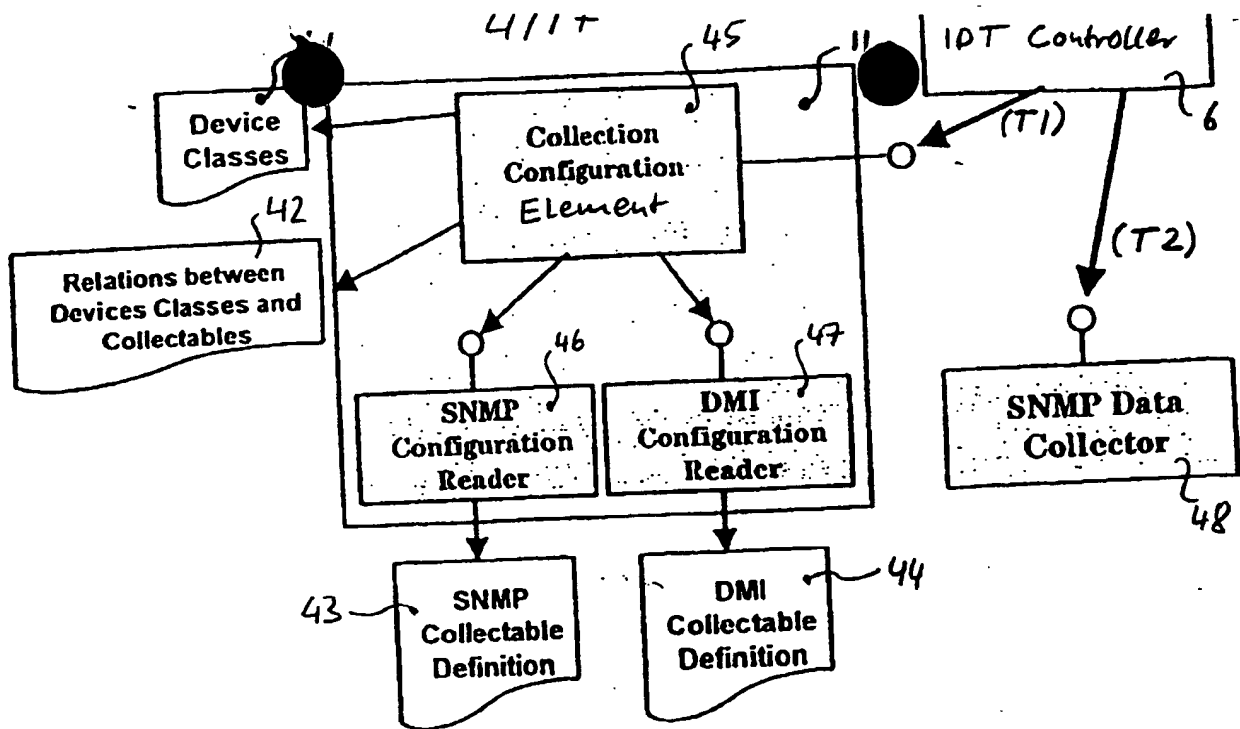 4/17
45
11
IDT Controller
6
Device
Classes
Collection
Configuration
Element
(T1)
42
(T2)
Relations between
Devices Classes and
Collectables
46
47
SNMP
Configuration
Reader
DMI
Configuration
Reader
SNMP Data
Collector
48
43
SNMP
Collectable
Definition
DMI
Collectable
Definition
44